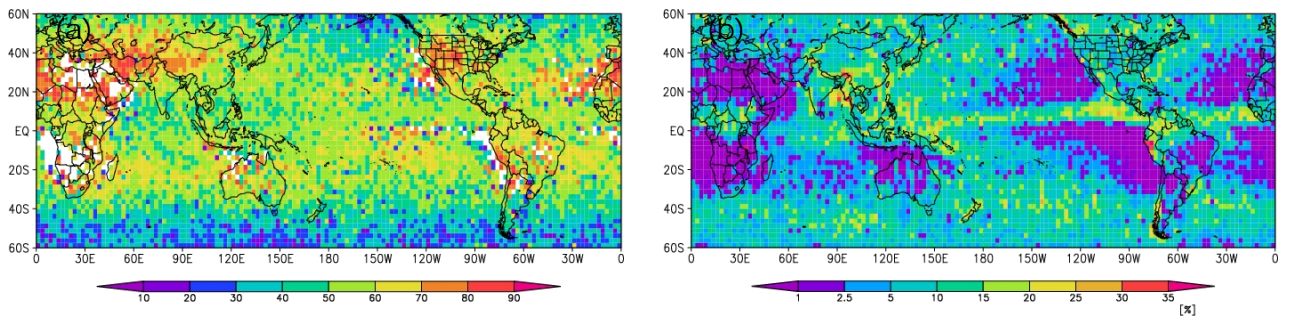 (a)
60N
40N
20N
EQ
20S
40S
60S
0 30E 60E 90E 120E 150E 180 150W 120W 90W 60W 30W 0
10 20 30 40 50 60 70 80 90
(b)
60N
40N
20N
EQ
20S
40S
60S
0 30E 60E 90E 120E 150E 180 150W 120W 90W 60W 30W 0
1 2.5 5 10 15 20 25 30 35
[%]